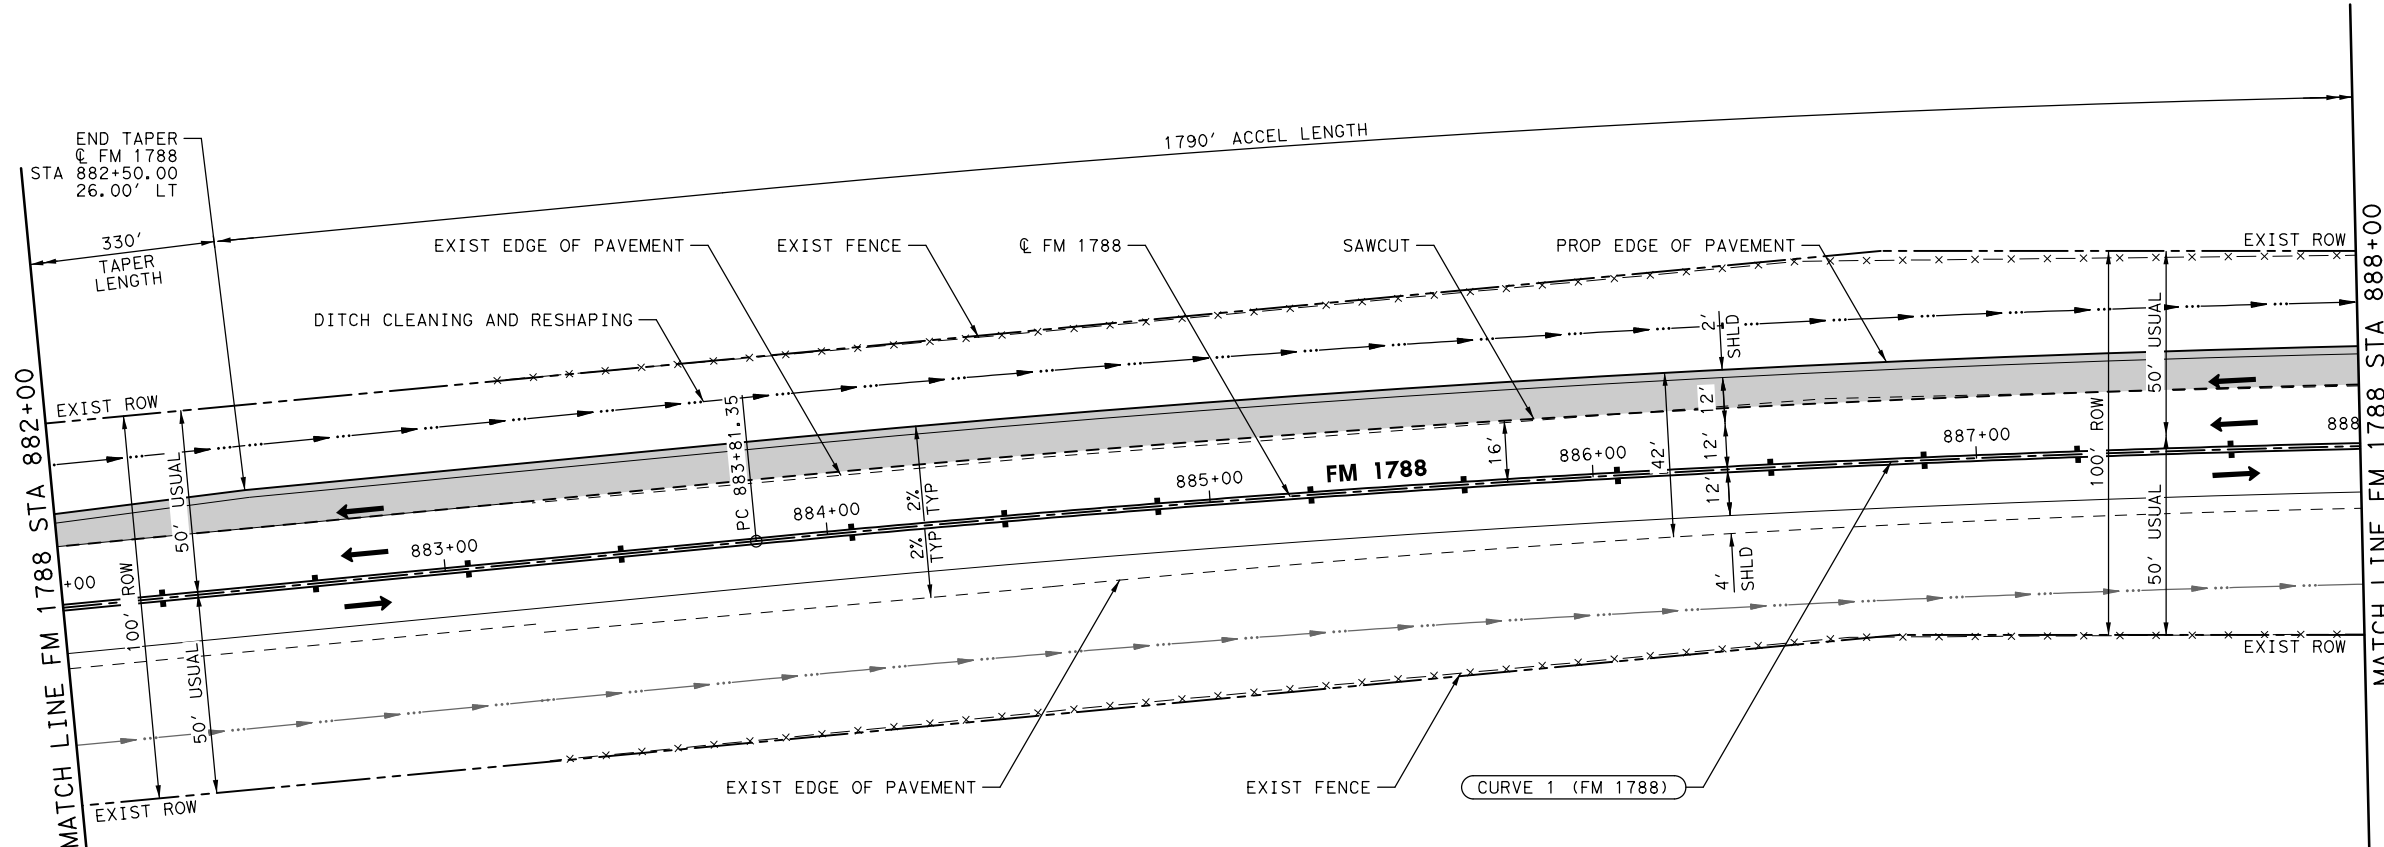 END TAPER
℄ FM 1788
STA 882+50.00
26.00' LT
330'
TAPER
LENGTH
1790' ACCEL LENGTH
EXIST EDGE OF PAVEMENT
EXIST FENCE
℄ FM 1788
SAWCUT
PROP EDGE OF PAVEMENT
EXIST ROW
DITCH CLEANING AND RESHAPING
2'
SHLD
EXIST ROW
MATCH LINE FM 1788 STA 882+00
MATCH LINE FM 1788 STA 888+00
50' USUAL
50' USUAL
100' ROW
PC 883+81.35
2%
TYP
2%
TYP
16'
42'
12'
12'
12'
4'
SHLD
100' ROW
50' USUAL
50' USUAL
+00
883+00
884+00
885+00
FM 1788
886+00
887+00
888
EXIST ROW
EXIST ROW
EXIST EDGE OF PAVEMENT
EXIST FENCE
CURVE 1 (FM 1788)